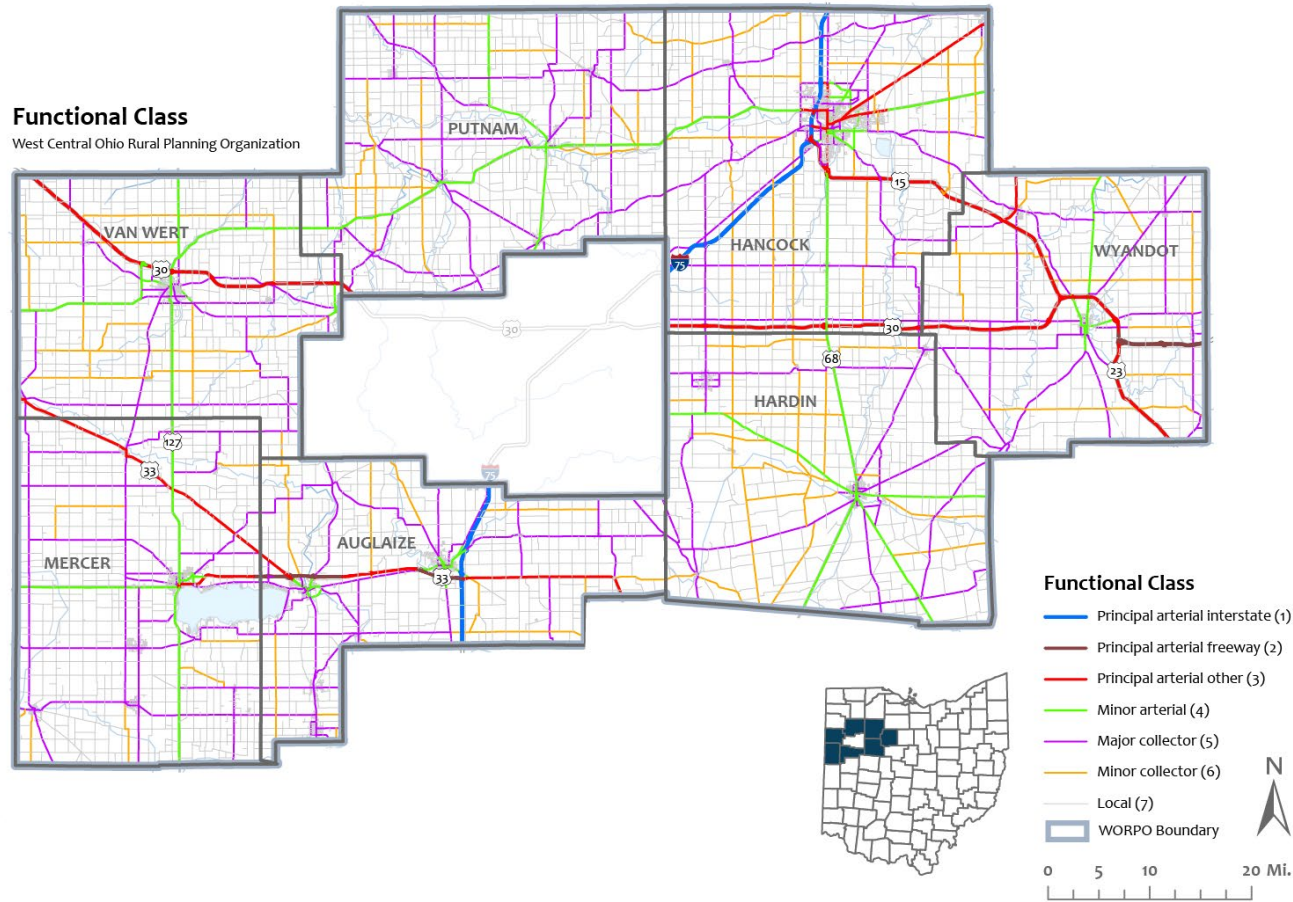 Functional Class
West Central Ohio Rural Planning Organization
PUTNAM
15
VAN WERT
HANCOCK
WYANDOT
75
30
30
30
68
23
HARDIN
127
33
75
AUGLAIZE
MERCER
33
Functional Class
Principal arterial interstate (1)
Principal arterial freeway (2)
Principal arterial other (3)
Minor arterial (4)
Major collector (5)
Minor collector (6)
Local (7)
WORPO Boundary
N
0 5 10 20 Mi.